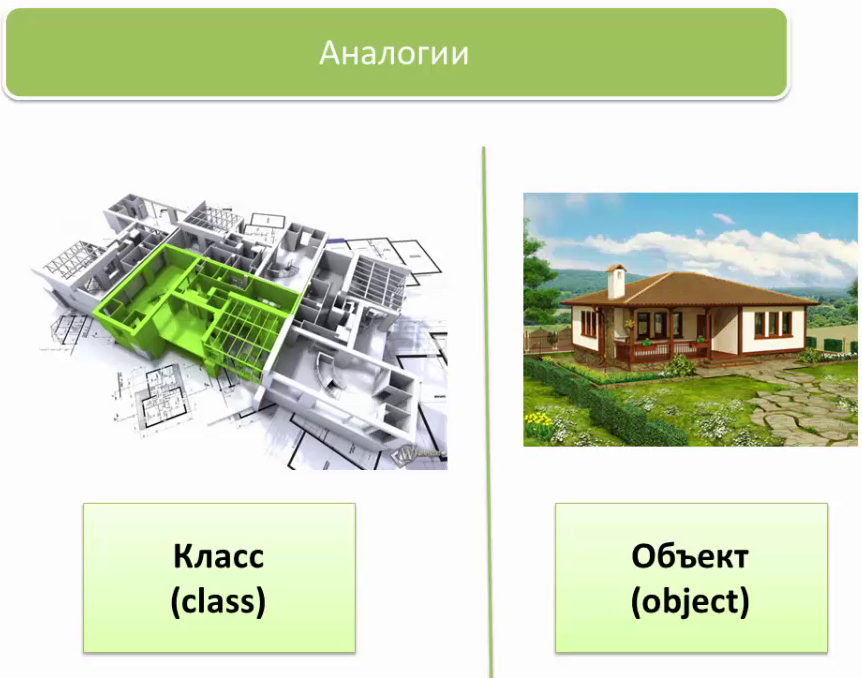 Аналогии
Класс
(class)
Объект
(object)